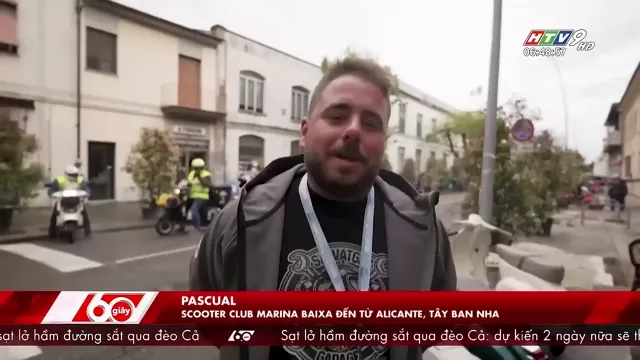 HTV9 HD
06:48:57
GARAGE
PASCUAL
SCOOTER CLUB MARINA BAIXA ĐẾN TỪ ALICANTE, TÂY BAN NHA
60 giây
sạt lở hầm đường sắt qua đèo Cả Sạt lở hầm đường sắt qua đèo Cả: dự kiến 2 ngày nữa sẽ